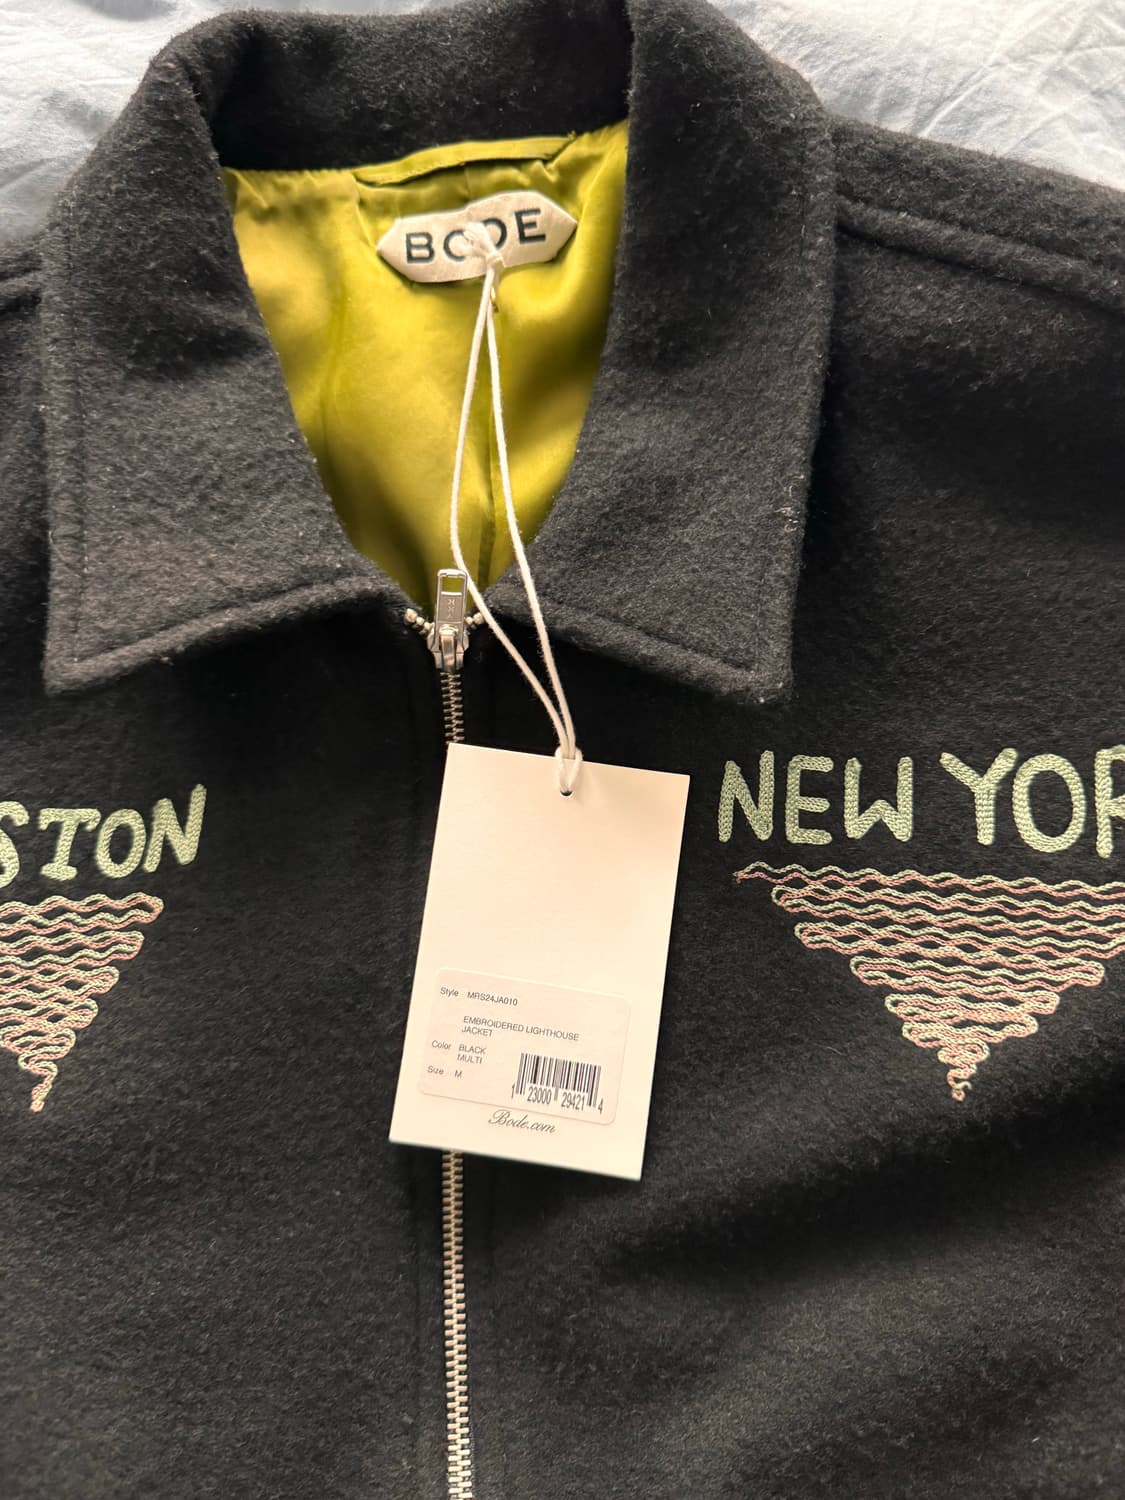 BODE
STON
NEW YOR
Style MRS24JA010
EMBROIDERED LIGHTHOUSE
JACKET
Color BLACK
MULTI
Size M
1 23000 29421 4
Bode.com